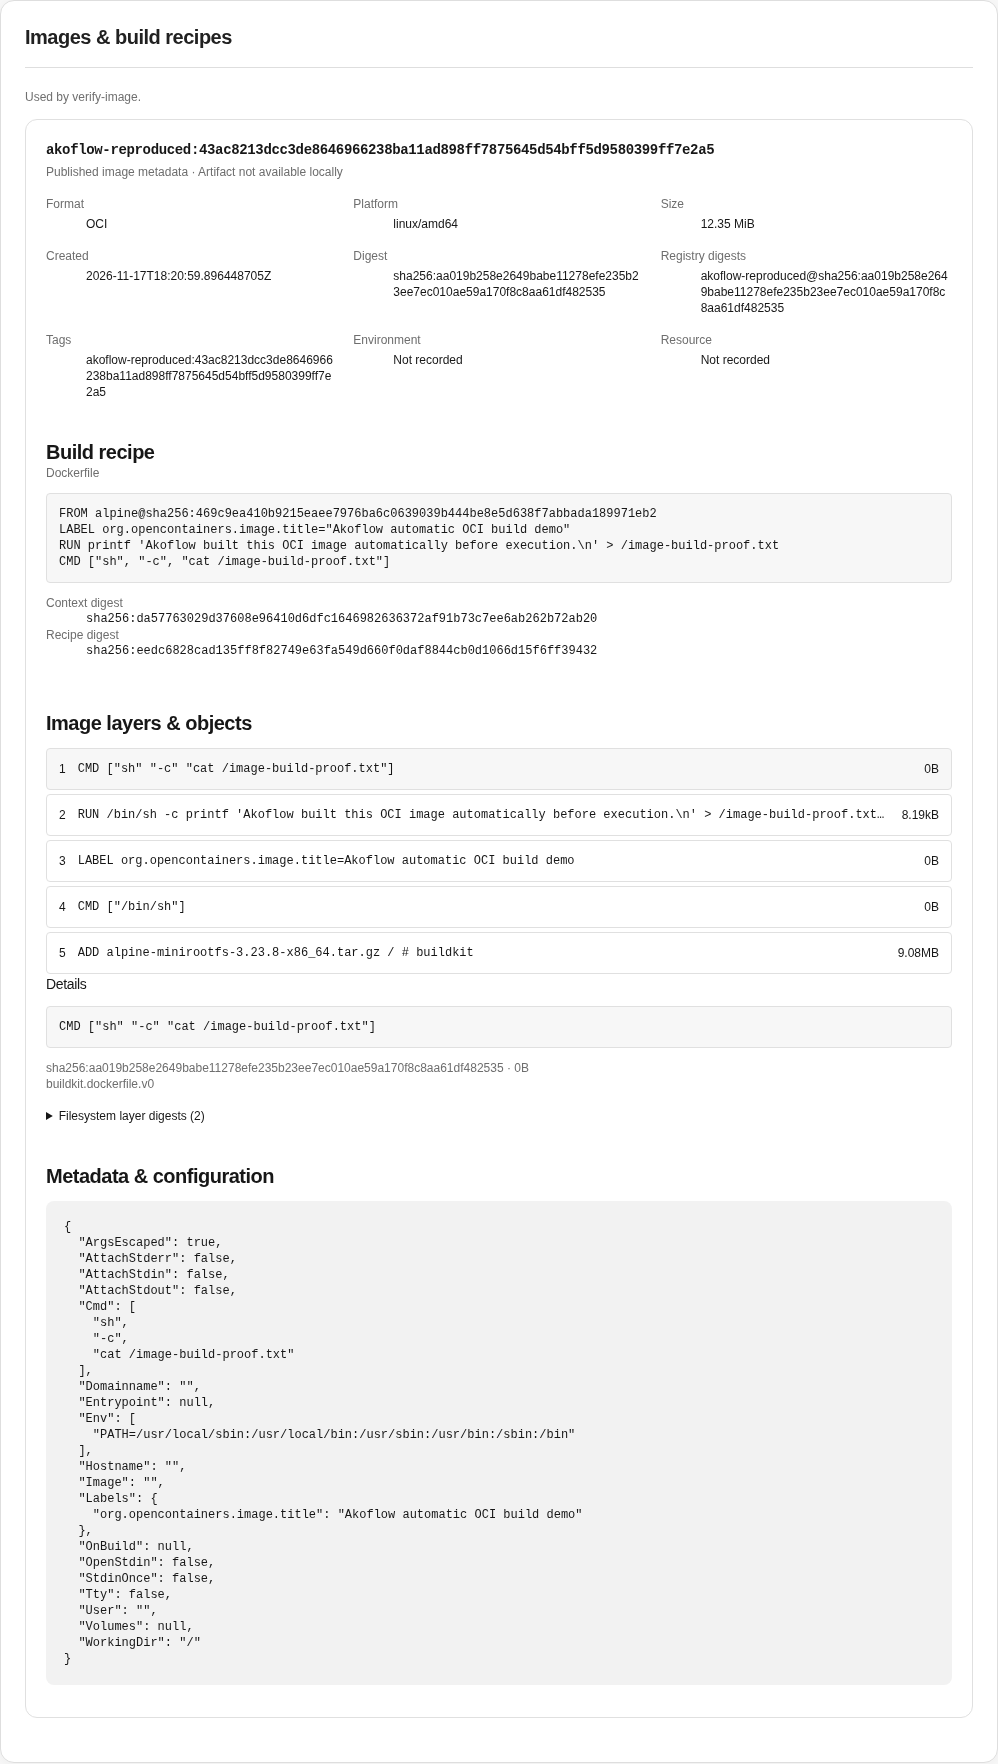 Images & build recipes
Used by verify-image.
akoflow-reproduced:43ac8213dcc3de8646966238ba11ad898ff7875645d54bff5d9580399ff7e2a5
Published image metadata · Artifact not available locally
Format
OCI
Platform
linux/amd64
Size
12.35 MiB
Created
2026-11-17T18:20:59.896448705Z
Digest
sha256:aa019b258e2649babe11278efe235b2
3ee7ec010ae59a170f8c8aa61df482535
Registry digests
akoflow-reproduced@sha256:aa019b258e264
9babe11278efe235b23ee7ec010ae59a170f8c
8aa61df482535
Tags
akoflow-reproduced:43ac8213dcc3de8646966
238ba11ad898ff7875645d54bff5d9580399ff7e
2a5
Environment
Not recorded
Resource
Not recorded
Build recipe
Dockerfile
FROM alpine@sha256:469c9ea410b9215eaee7976ba6c0639039b444be8e5d638f7abbada189971eb2
LABEL org.opencontainers.image.title="Akoflow automatic OCI build demo"
RUN printf 'Akoflow built this OCI image automatically before execution.\n' > /image-build-proof.txt
CMD ["sh", "-c", "cat /image-build-proof.txt"]
Context digest
sha256:da57763029d37608e96410d6dfc1646982636372af91b73c7ee6ab262b72ab20
Recipe digest
sha256:eedc6828cad135ff8f82749e63fa549d660f0daf8844cb0d1066d15f6ff39432
Image layers & objects
1 CMD ["sh" "-c" "cat /image-build-proof.txt"] 0B
2 RUN /bin/sh -c printf 'Akoflow built this OCI image automatically before execution.\n' > /image-build-proof.txt… 8.19kB
3 LABEL org.opencontainers.image.title=Akoflow automatic OCI build demo 0B
4 CMD ["/bin/sh"] 0B
5 ADD alpine-minirootfs-3.23.8-x86_64.tar.gz / # buildkit 9.08MB
Details
CMD ["sh" "-c" "cat /image-build-proof.txt"]
sha256:aa019b258e2649babe11278efe235b23ee7ec010ae59a170f8c8aa61df482535 · 0B
buildkit.dockerfile.v0
▶ Filesystem layer digests (2)
Metadata & configuration
{
  "ArgsEscaped": true,
  "AttachStderr": false,
  "AttachStdin": false,
  "AttachStdout": false,
  "Cmd": [
    "sh",
    "-c",
    "cat /image-build-proof.txt"
  ],
  "Domainname": "",
  "Entrypoint": null,
  "Env": [
    "PATH=/usr/local/sbin:/usr/local/bin:/usr/sbin:/usr/bin:/sbin:/bin"
  ],
  "Hostname": "",
  "Image": "",
  "Labels": {
    "org.opencontainers.image.title": "Akoflow automatic OCI build demo"
  },
  "OnBuild": null,
  "OpenStdin": false,
  "StdinOnce": false,
  "Tty": false,
  "User": "",
  "Volumes": null,
  "WorkingDir": "/"
}